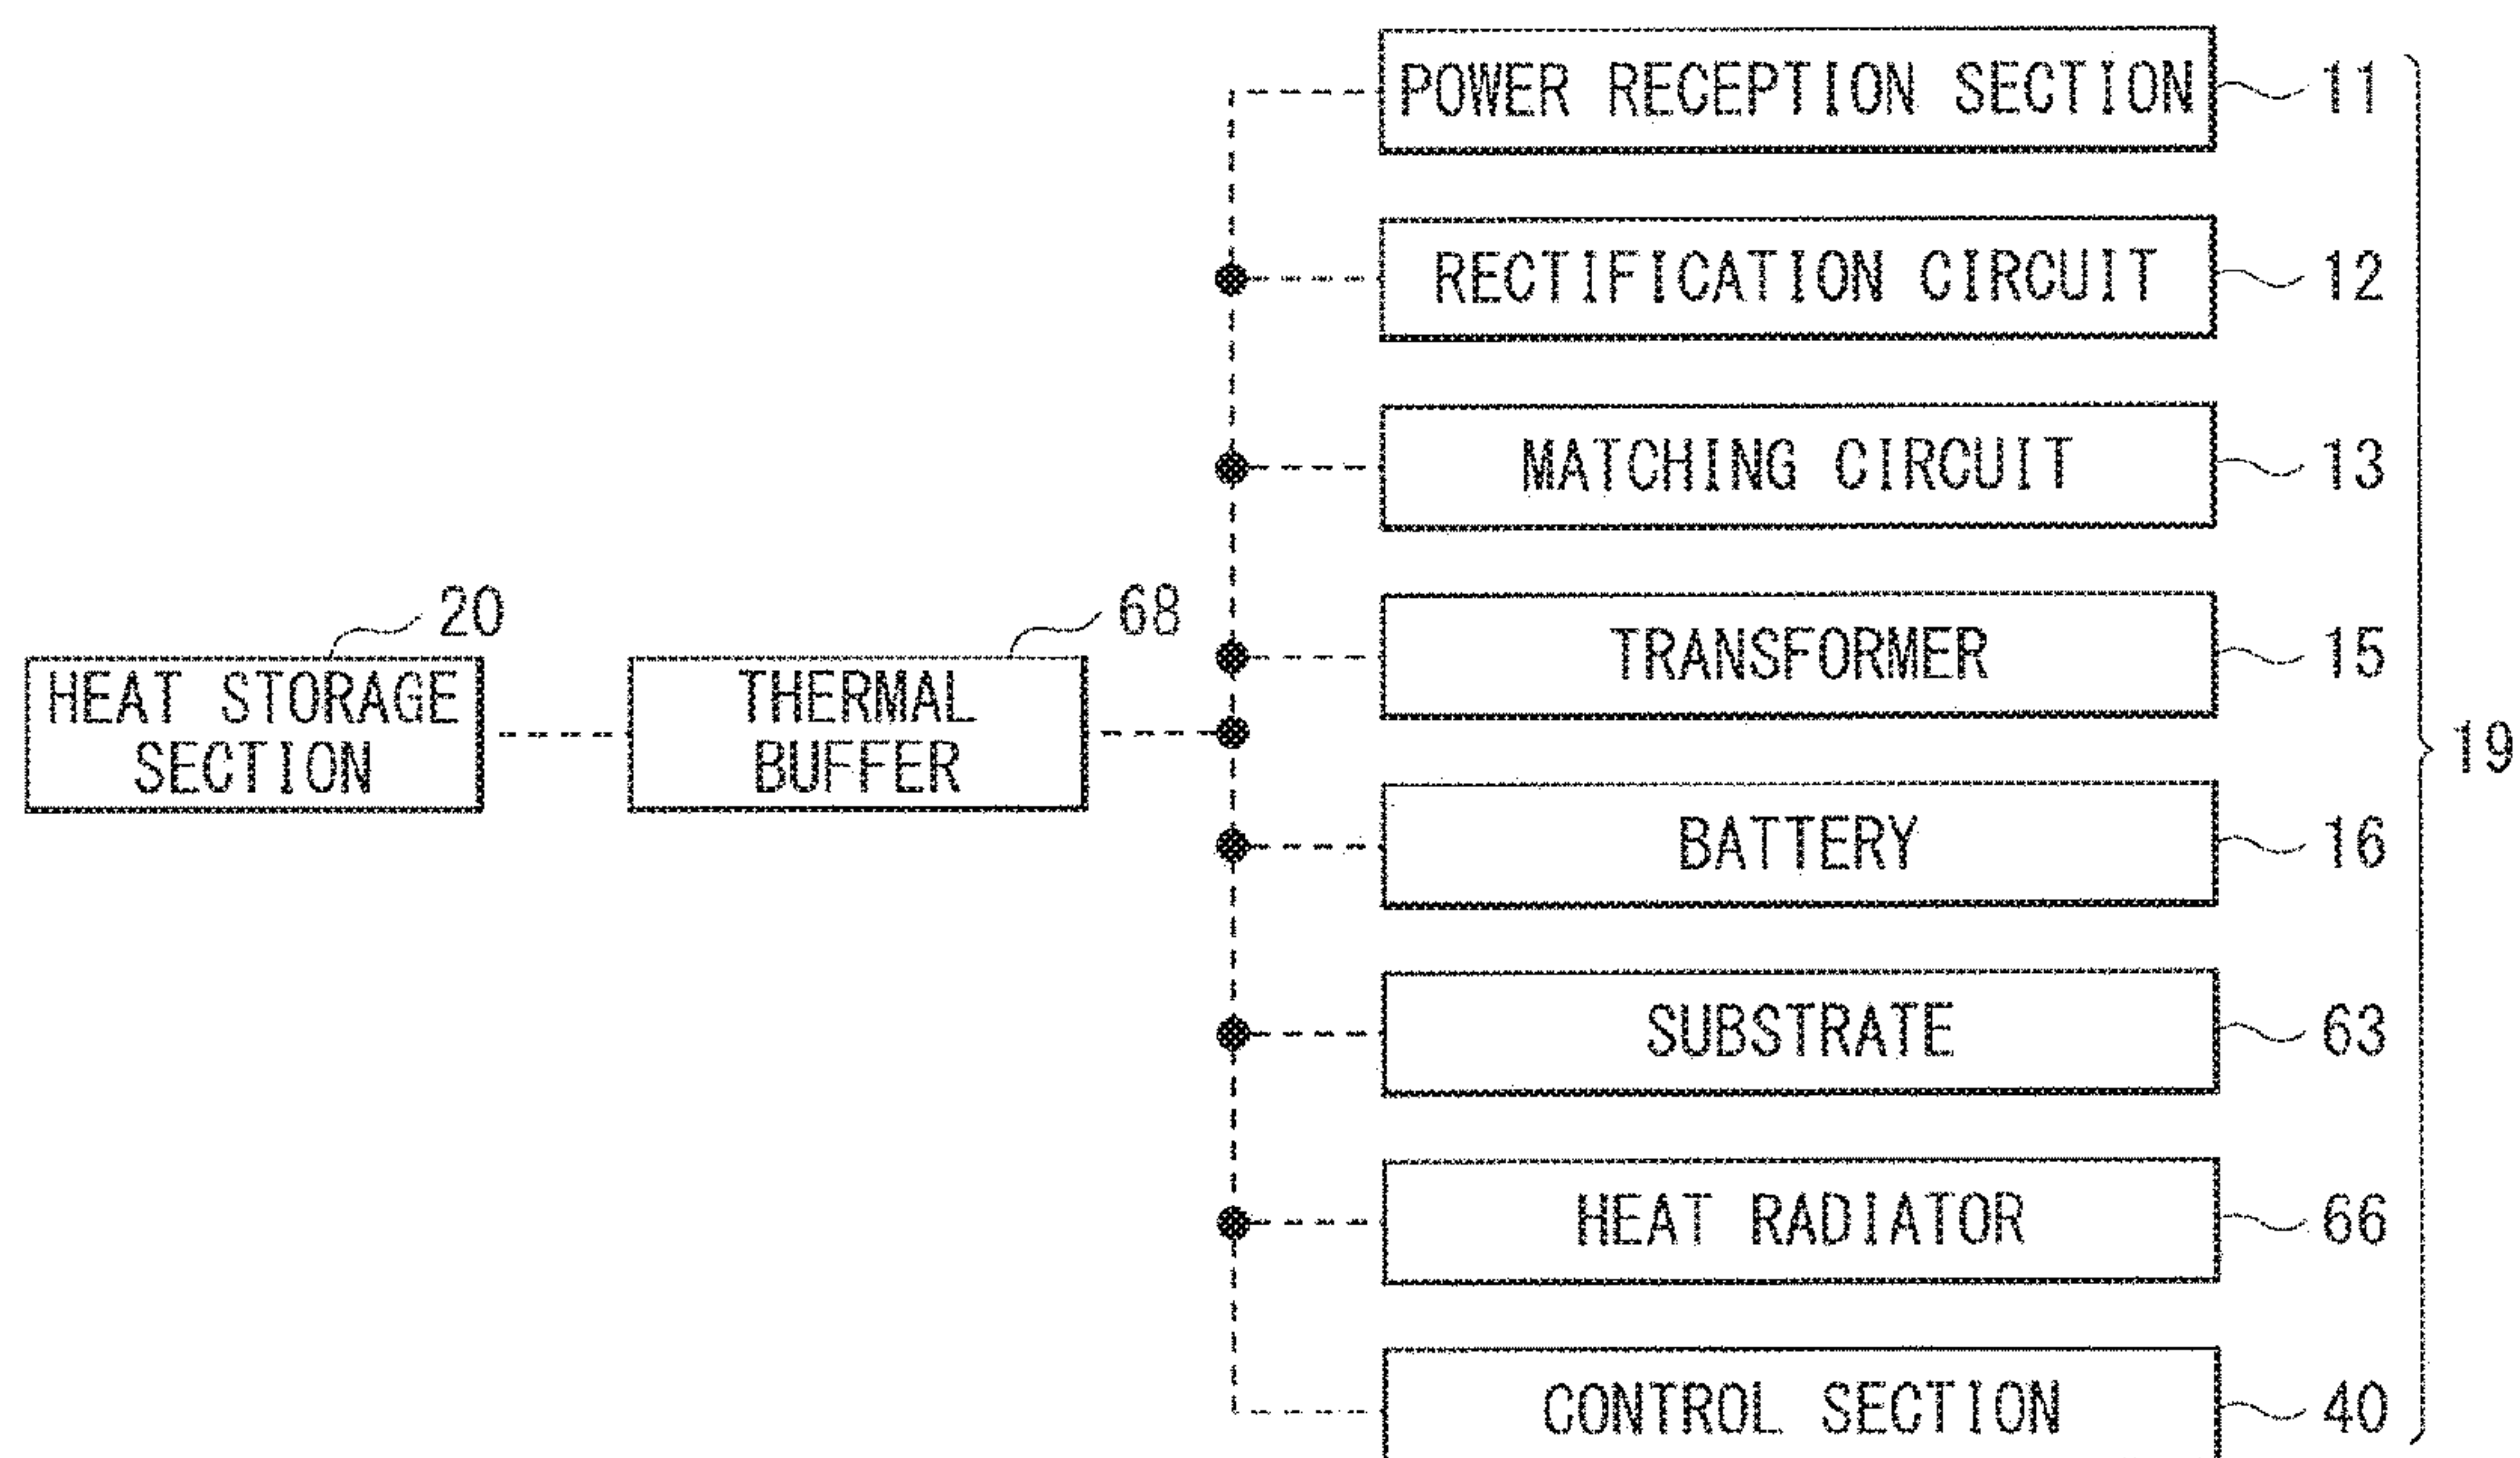 POWER RECEPTION SECTION 11
RECTIFICATION CIRCUIT 12
MATCHING CIRCUIT 13
20
68
TRANSFORMER 15
HEAT STORAGE
SECTION
THERMAL
BUFFER
19
BATTERY 16
SUBSTRATE 63
HEAT RADIATOR 66
CONTROL SECTION 40